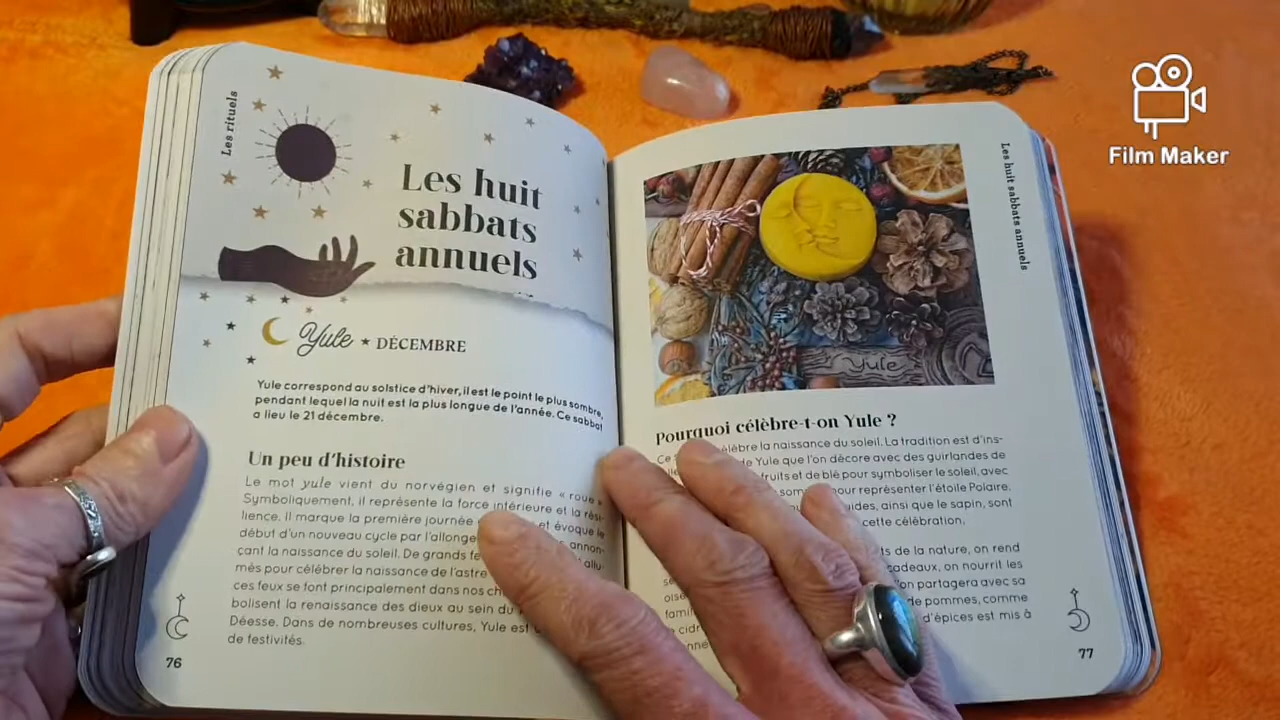 Les rituels
Les huit
sabbats
annuels
Yule ★ DÉCEMBRE
Yule correspond au solstice d'hiver, il est le point le plus sombre,
pendant lequel la nuit est la plus longue de l'année. Ce sabbat
a lieu le 21 décembre.
Un peu d'histoire
Le mot yule vient du norvégien et signifie « roue »
Symboliquement, il représente la force intérieure et la rési-
lience. Il marque la première journée et évoque le
début d'un nouveau cycle par l'allonge annon-
çant la naissance du soleil. De grands allu-
més pour célébrer la naissance de l'astre
ces feux se font principalement dans nos
bolisent la renaissance des dieux au sein du
Déesse. Dans de nombreuses cultures, Yule est
de festivités.
76
Les huit sabbats annuels
Yule
Pourquoi célèbre-t-on Yule ?
Ce célèbre la naissance du soleil. La tradition est d'ins-
de Yule que l'on décore avec des guirlandes de
fruits et de blé pour symboliser le soleil, avec
pour représenter l'étoile Polaire.
ainsi que le sapin, sont
cette célébration.
de la nature, on rend
cadeaux, on nourrit les
l'on partagera avec sa
de pommes, comme
cidr d'épices est mis à
77
Film Maker